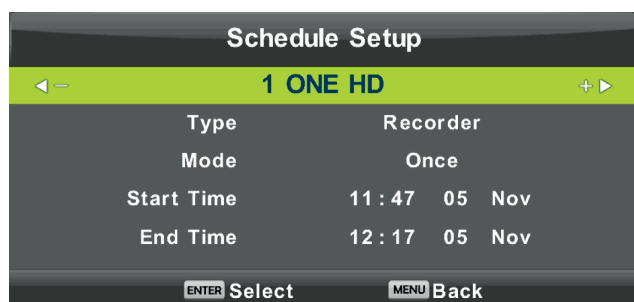 Schedule Setup
− 1 ONE HD +
Type Recorder
Mode Once
Start Time 11 : 47 05 Nov
End Time 12 : 17 05 Nov
ENTER Select MENU Back